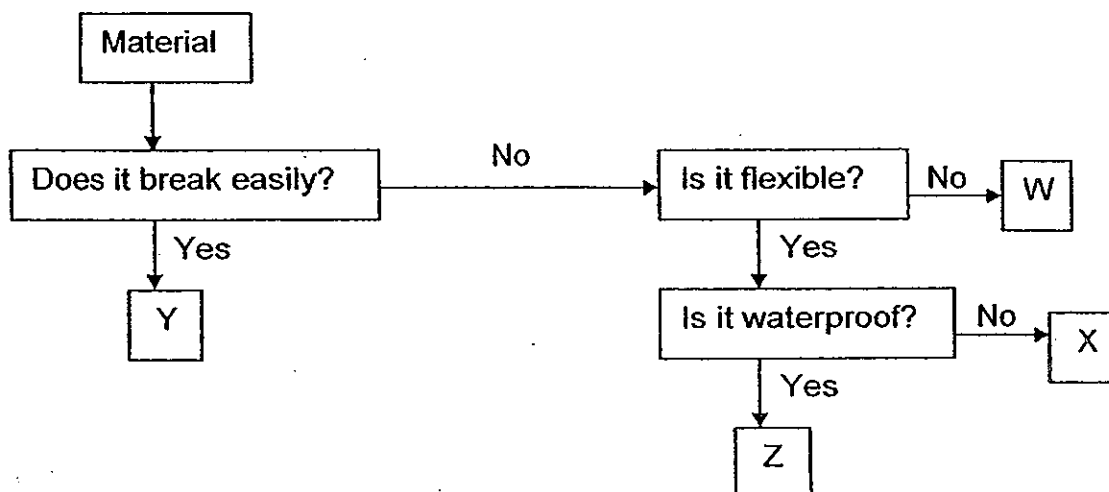 Material
Does it break easily?
No
Is it flexible?
No
W
Yes
Yes
Y
Is it waterproof?
No
X
Yes
Z